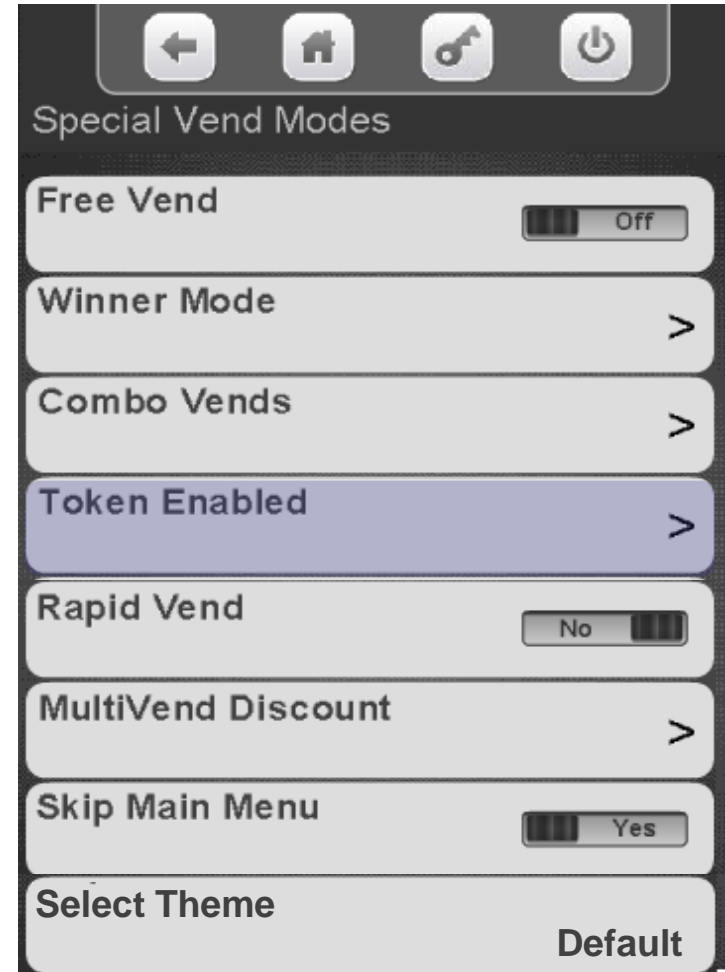 Special Vend Modes
Free Vend
Off
Winner Mode
>
Combo Vends
>
Token Enabled
>
Rapid Vend
No
MultiVend Discount
>
Skip Main Menu
Yes
Select Theme
Default